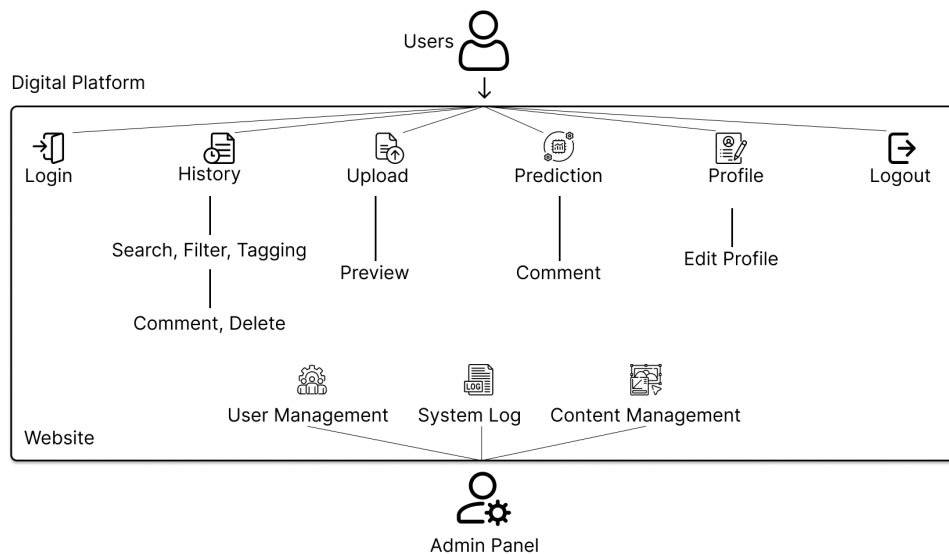 Users
Digital Platform
Login
History
Upload
Prediction
Profile
Logout
Search, Filter, Tagging
Preview
Comment
Edit Profile
Comment, Delete
LOG
User Management
System Log
Content Management
Website
Admin Panel